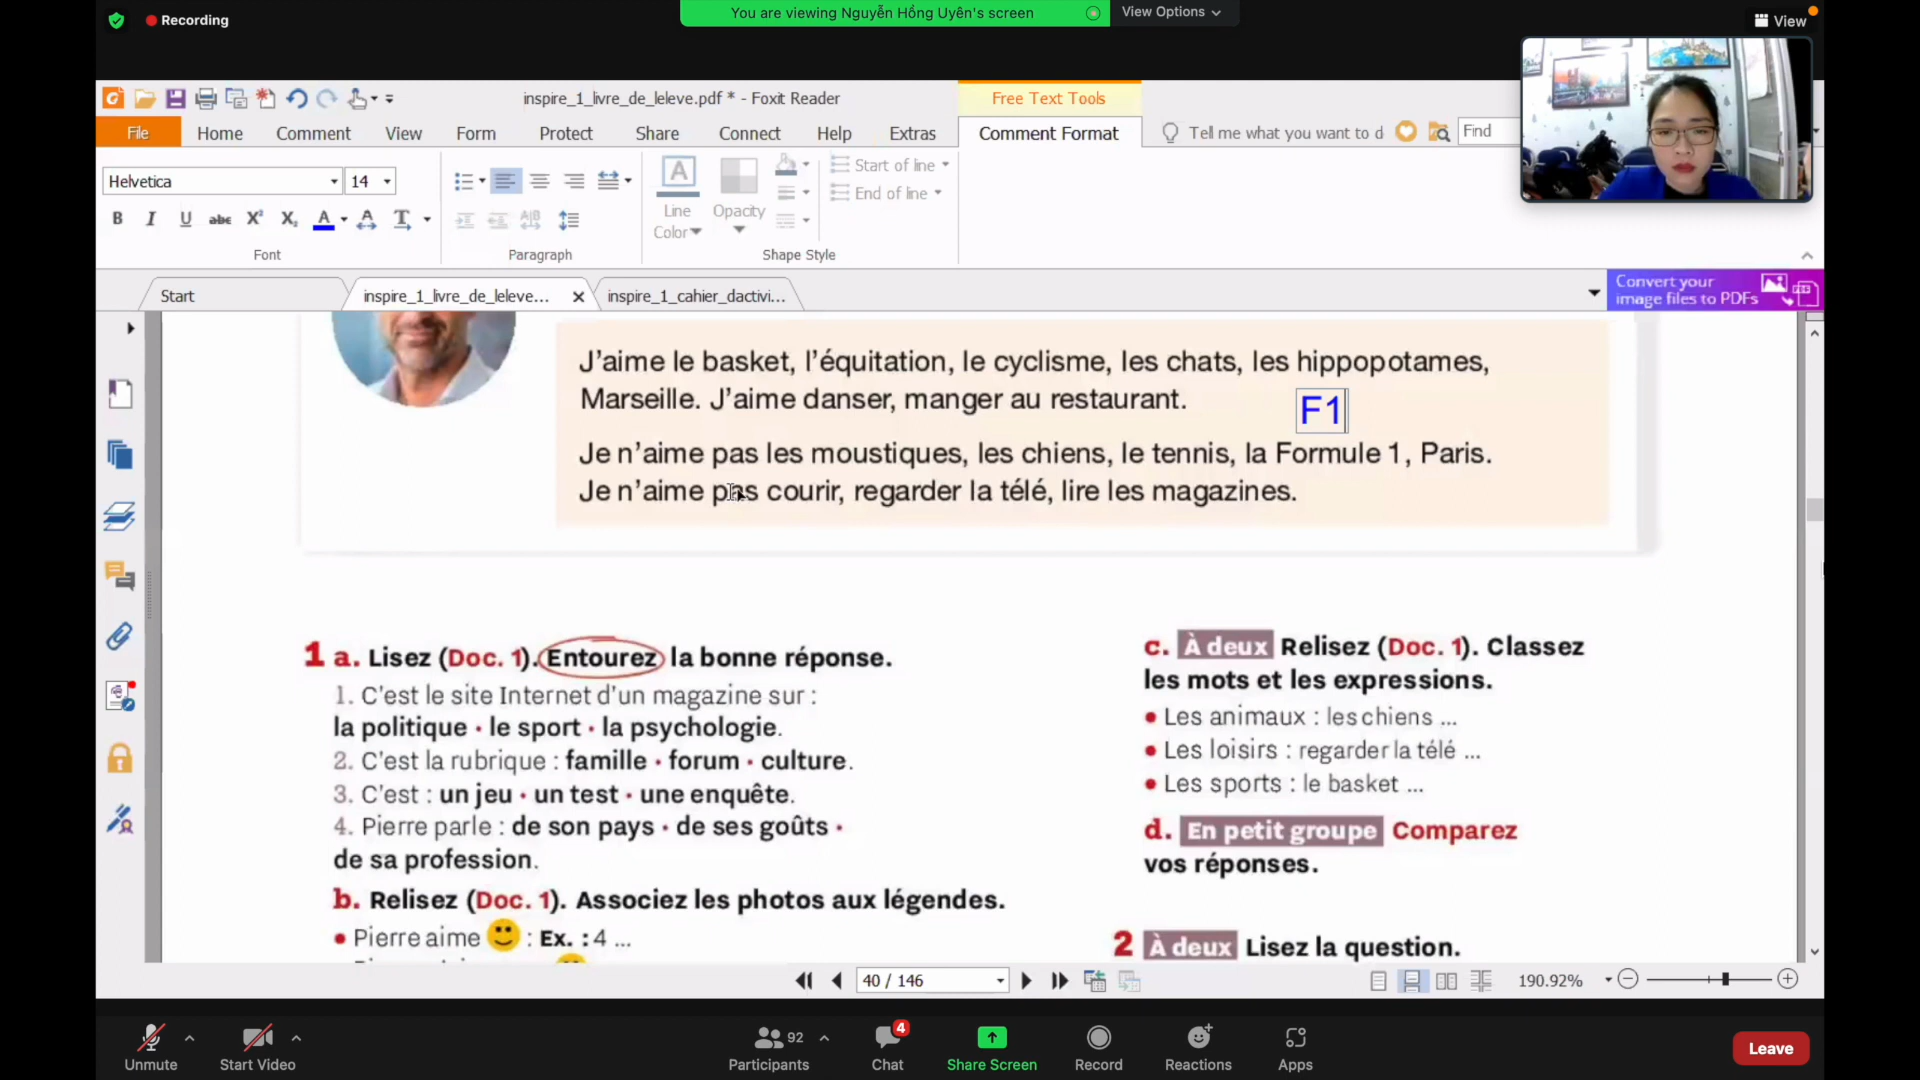 Recording
You are viewing Nguyễn Hồng Uyên's screen
View Options
View
inspire_1_livre_de_leleve.pdf * - Foxit Reader
Free Text Tools
File
Home
Comment
View
Form
Protect
Share
Connect
Help
Extras
Comment Format
Tell me what you want to d
Find
Helvetica
14
Line
Color
Opacity
Start of line
End of line
Font
Paragraph
Shape Style
Start
inspire_1_livre_de_leleve...
inspire_1_cahier_dactivi...
Convert your
image files to PDFs
J'aime le basket, l'équitation, le cyclisme, les chats, les hippopotames,
Marseille. J'aime danser, manger au restaurant.
F1
Je n'aime pas les moustiques, les chiens, le tennis, la Formule 1, Paris.
Je n'aime pas courir, regarder la télé, lire les magazines.
1 a. Lisez (Doc. 1). Entourez la bonne réponse.
1. C'est le site Internet d'un magazine sur :
la politique • le sport • la psychologie.
2. C'est la rubrique : famille • forum • culture.
3. C'est : un jeu • un test • une enquête.
4. Pierre parle : de son pays • de ses goûts •
de sa profession.
b. Relisez (Doc. 1). Associez les photos aux légendes.
• Pierre aime : Ex. : 4 ...
c. À deux Relisez (Doc. 1). Classez
les mots et les expressions.
• Les animaux : les chiens ...
• Les loisirs : regarder la télé ...
• Les sports : le basket ...
d. En petit groupe Comparez
vos réponses.
2 À deux Lisez la question.
40 / 146
190.92%
Unmute
Start Video
92
Participants
4
Chat
Share Screen
Record
Reactions
Apps
Leave